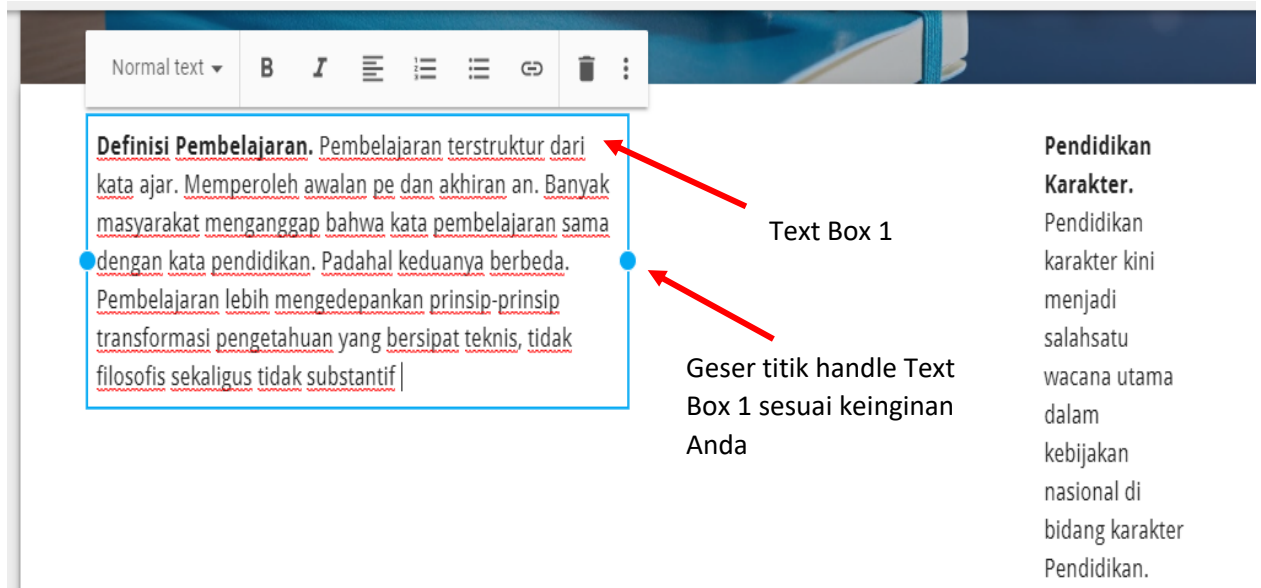 Normal text
B I
Definisi Pembelajaran. Pembelajaran terstruktur dari
kata ajar. Memperoleh awalan pe dan akhiran an. Banyak
masyarakat menganggap bahwa kata pembelajaran sama
dengan kata pendidikan. Padahal keduanya berbeda.
Pembelajaran lebih mengedepankan prinsip-prinsip
transformasi pengetahuan yang bersipat teknis, tidak
filosofis sekaligus tidak substantif
Text Box 1
Geser titik handle Text
Box 1 sesuai keinginan
Anda
Pendidikan
Karakter.
Pendidikan
karakter kini
menjadi
salahsatu
wacana utama
dalam
kebijakan
nasional di
bidang karakter
Pendidikan.